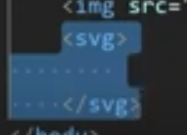 <img src=
<svg>
</svg>
</body>